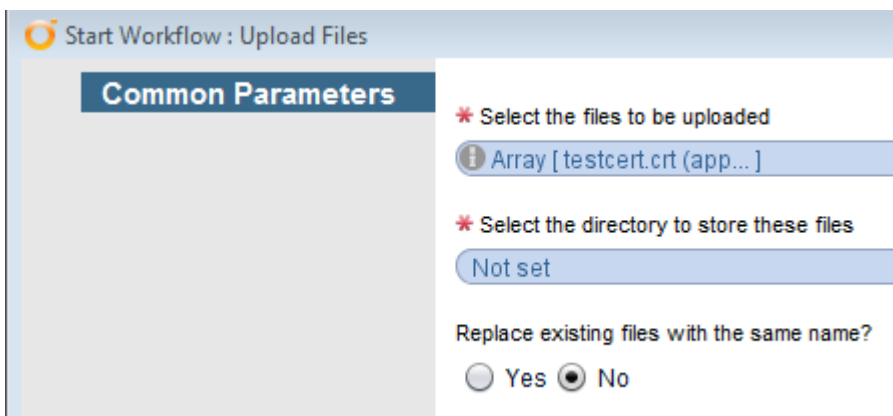 Start Workflow : Upload Files
Common Parameters
* Select the files to be uploaded
Array [ testcert.crt (app... ]
* Select the directory to store these files
Not set
Replace existing files with the same name?
Yes No